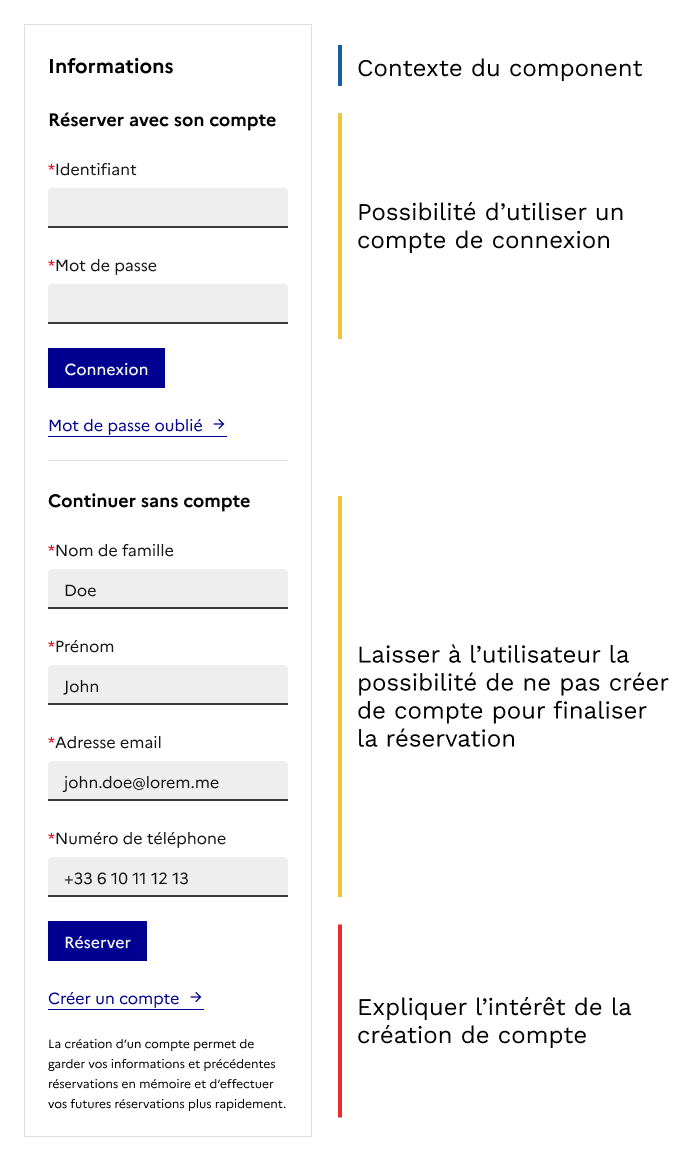 Informations
Contexte du component
Réserver avec son compte
*Identifiant
Possibilité d’utiliser un
compte de connexion
*Mot de passe
Connexion
Mot de passe oublié →
Continuer sans compte
*Nom de famille
Doe
*Prénom
John
Laisser à l’utilisateur la
possibilité de ne pas créer
de compte pour finaliser
la réservation
*Adresse email
john.doe@lorem.me
*Numéro de téléphone
+33 6 10 11 12 13
Réserver
Créer un compte →
Expliquer l’intérêt de la
création de compte
La création d’un compte permet de
garder vos informations et précédentes
réservations en mémoire et d’effectuer
vos futures réservations plus rapidement.